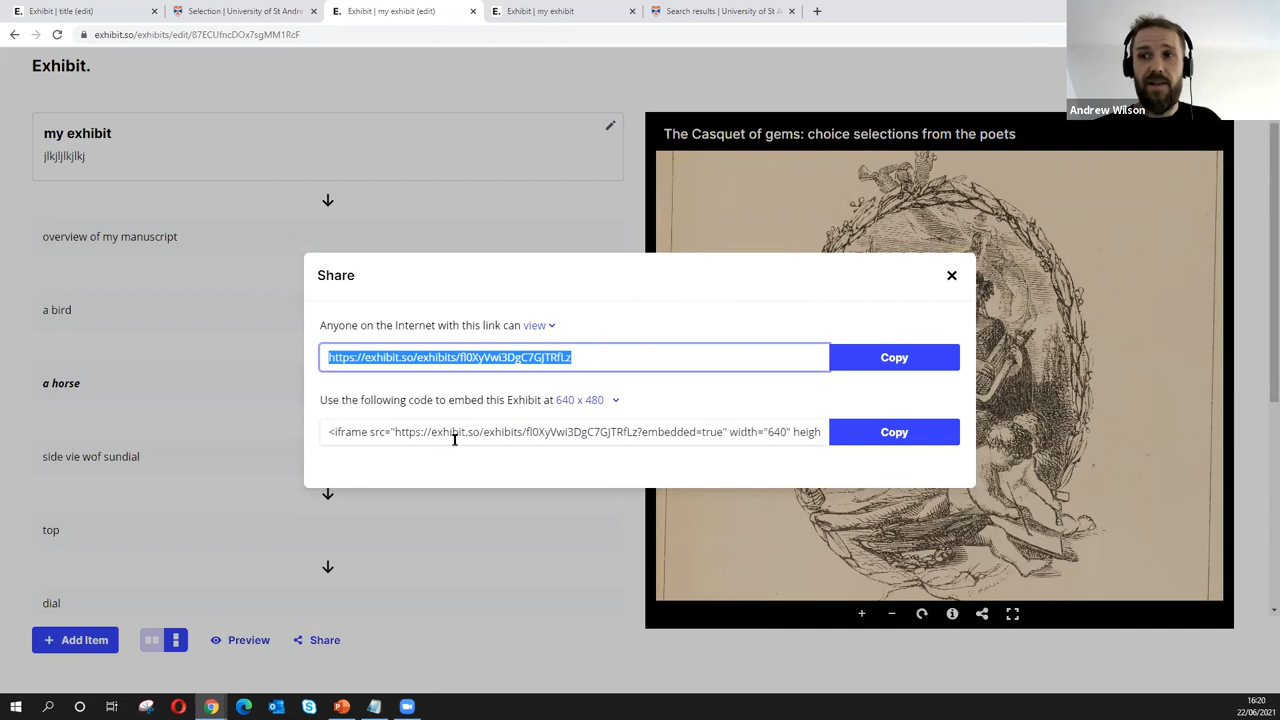 Exhibit | title (edit)
Selection | University of St Andre
Exhibit | my exhibit (edit)
Exhibit | my exhibit
Search results | University of St A
exhibit.so/exhibits/edit/87ECUfncDOx7sgMM1RcF
Andrew Wilson
Exhibit.
my exhibit
jlkjljlkjlkj
overview of my manuscript
a bird
a horse
side vie wof sundial
top
dial
+ Add Item
Preview
Share
The Casquet of gems: choice selections from the poets
Share
Anyone on the Internet with this link can view
https://exhibit.so/exhibits/fl0XyVwi3DgC7GJTRfLz
Copy
Use the following code to embed this Exhibit at 640 x 480
<iframe src="https://exhibit.so/exhibits/fl0XyVwi3DgC7GJTRfLz?embedded=true" width="640" heigh
Copy
16:20
22/06/2021